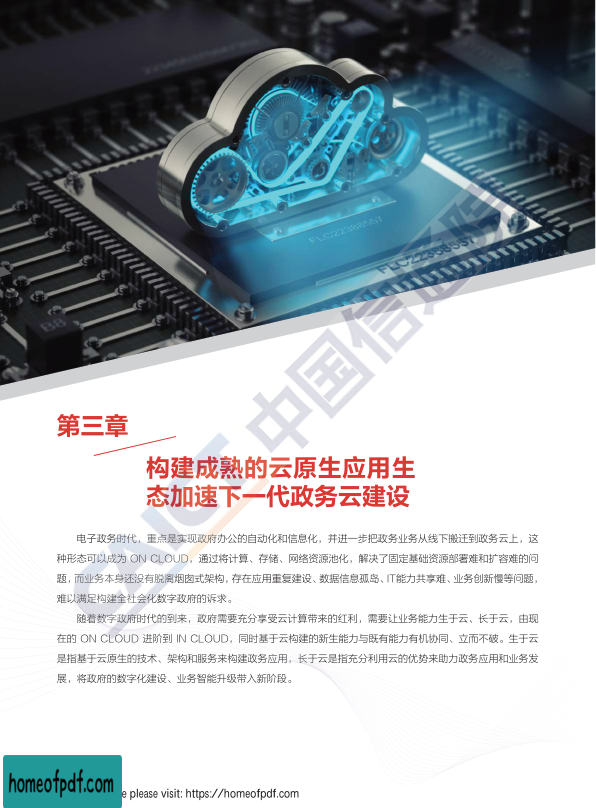 FLC22388557
FLC22388557
B8
CAICT 中国信通院
第三章
构建成熟的云原生应用生
态加速下一代政务云建设
电子政务时代，重点是实现政府办公的自动化和信息化，并进一步把政务业务从线下搬迁到政务云上，这
种形态可以成为 ON CLOUD，通过将计算、存储、网络资源池化，解决了固定基础资源部署难和扩容难的问
题，而业务本身还没有脱离烟囱式架构，存在应用重复建设、数据信息孤岛、IT能力共享难、业务创新慢等问题，
难以满足构建全社会化数字政府的诉求。
随着数字政府时代的到来，政府需要充分享受云计算带来的红利，需要让业务能力生于云、长于云，由现
在的 ON CLOUD 进阶到 IN CLOUD，同时基于云构建的新生能力与既有能力有机协同、立而不破。生于云
是指基于云原生的技术、架构和服务来构建政务应用，长于云是指充分利用云的优势来助力政务应用和业务发
展，将政府的数字化建设、业务智能升级带入新阶段。
homeofpdf.com
e please visit: https://homeofpdf.com